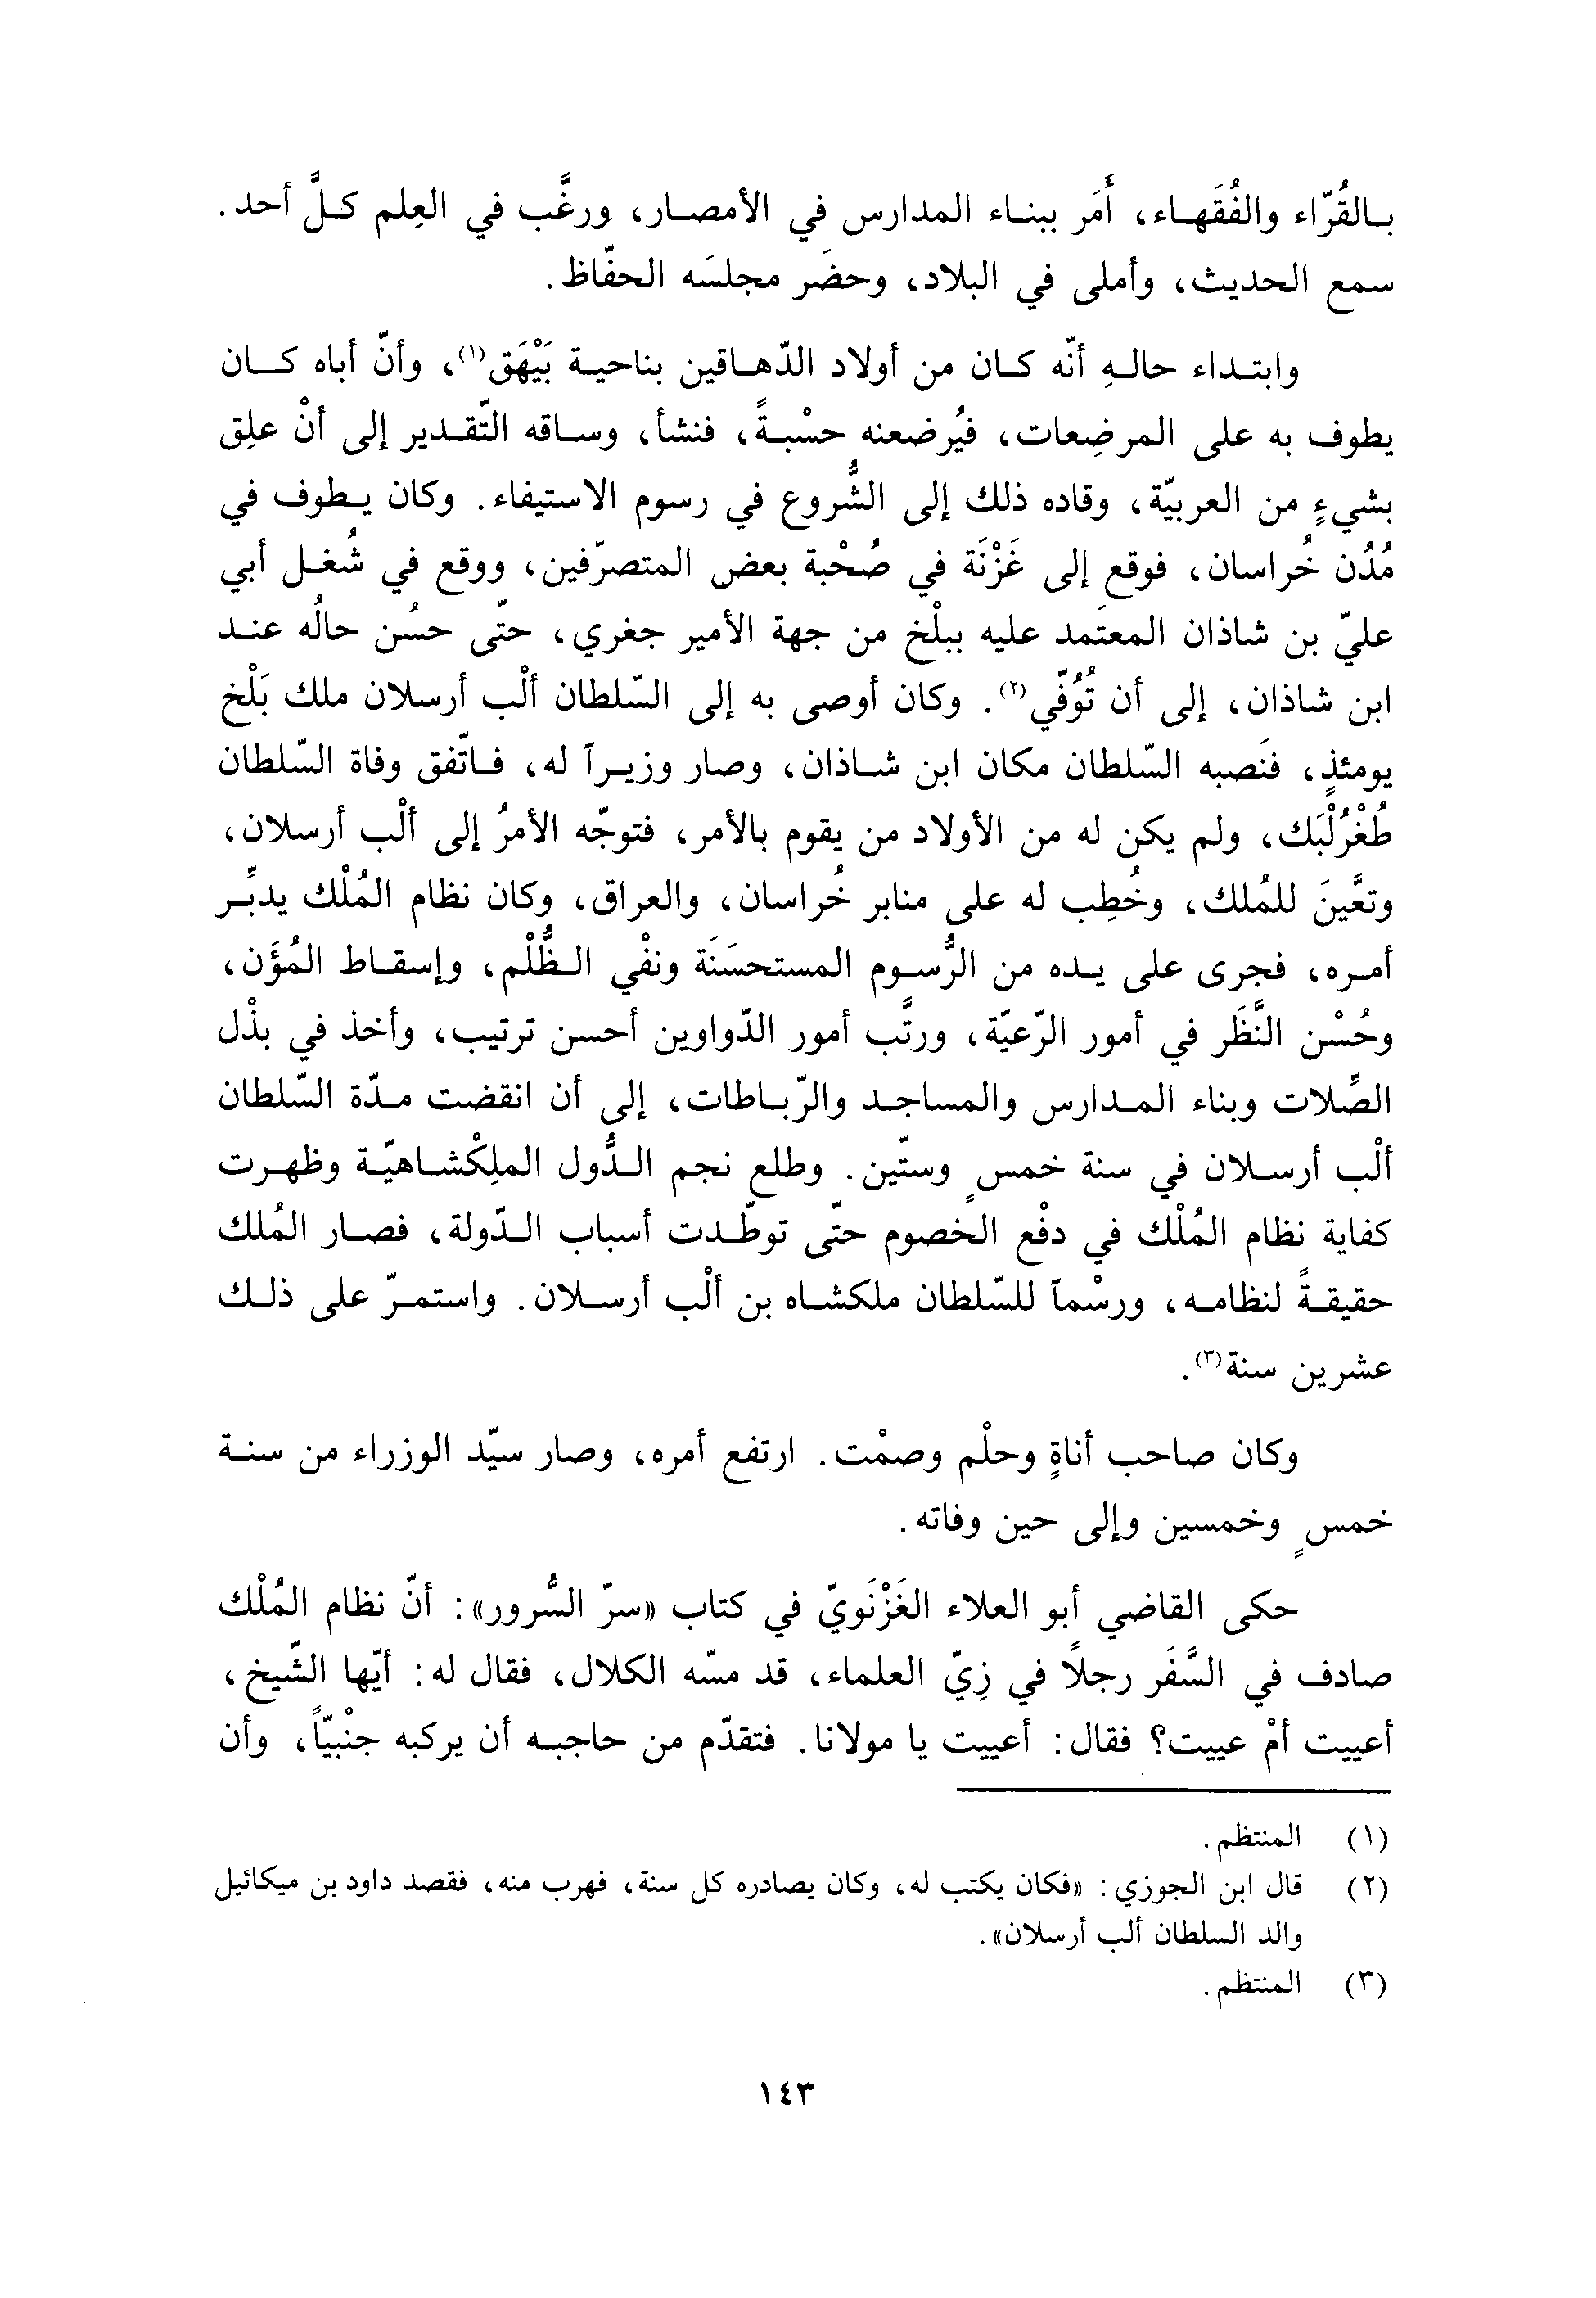 بالقُرّاء والفُقَهاء، أَمَر ببناء المدارس في الأمصار، ورغَّب في العِلم كلَّ أحد.
سمع الحديث، وأملى في البلاد، وحضَر مجلسَه الحفّاظ.
وابتداء حالهِ أنّه كان من أولاد الدّهاقين بناحية بَيْهَق(١)، وأنّ أباه كان
يطوف به على المرضِعات، فيُرضعنه حسْبةً، فنشأ، وساقه التّقدير إلى أنْ علِق
بشيءٍ من العربيّة، وقاده ذلك إلى الشُّروع في رسوم الاستيفاء. وكان يطوف في
مُدُن خُراسان، فوقع إلى غَزْنَة في صُحْبة بعض المتصرّفين، ووقع في شُغل أبي
عليّ بن شاذان المعتَمد عليه ببلْخ من جهة الأمير جغري، حتّى حسُن حالُه عند
ابن شاذان، إلى أن تُوُفّي(٢). وكان أوصى به إلى السّلطان ألْب أرسلان ملك بَلْخ
يومئذٍ، فنَصبه السّلطان مكان ابن شاذان، وصار وزيراً له، فاتّفق وفاة السّلطان
طُغْرُلْبَك، ولم يكن له من الأولاد من يقوم بالأمر، فتوجّه الأمرُ إلى ألْب أرسلان،
وتعَّينَ للمُلك، وخُطِب له على منابر خُراسان، والعراق، وكان نظام المُلْك يدبِّر
أمره، فجرى على يده من الرُّسوم المستحسَنَة ونفْي الظُّلْم، وإسقاط المُؤَن،
وحُسْن النَّظَر في أمور الرّعيّة، ورتَّب أمور الدّواوين أحسن ترتيب، وأخذ في بذْل
الصِّلات وبناء المدارس والمساجد والرّباطات، إلى أن انقضت مدّة السّلطان
ألْب أرسلان في سنة خمسٍ وستّين. وطلع نجم الدُّول الملِكْشاهيّة وظهرت
كفاية نظام المُلْك في دفْع الخصوم حتّى توطّدت أسباب الدّولة، فصار المُلك
حقيقةً لنظامه، ورسْماً للسّلطان ملكشاه بن ألْب أرسلان. واستمرّ على ذلك
عشرين سنة(٣).
وكان صاحب أناةٍ وحلْم وصمْت. ارتفع أمره، وصار سيّد الوزراء من سنة
خمسٍ وخمسين وإلى حين وفاته.
حكى القاضي أبو العلاء الغَزْنَويّ في كتاب «سرّ السُّرور»: أنّ نظام المُلْك
صادف في السَّفَر رجلاً في زِيّ العلماء، قد مسّه الكلال، فقال له: أيّها الشّيخ،
أعييت أمْ عييت؟ فقال: أعييت يا مولانا. فتقدّم من حاجبه أن يركبه جنْبيّاً، وأن
(١) المنتظم.
(٢) قال ابن الجوزي: «فكان يكتب له، وكان يصادره كل سنة، فهرب منه، فقصد داود بن ميكائيل
والد السلطان ألب أرسلان».
(٣) المنتظم.
١٤٣